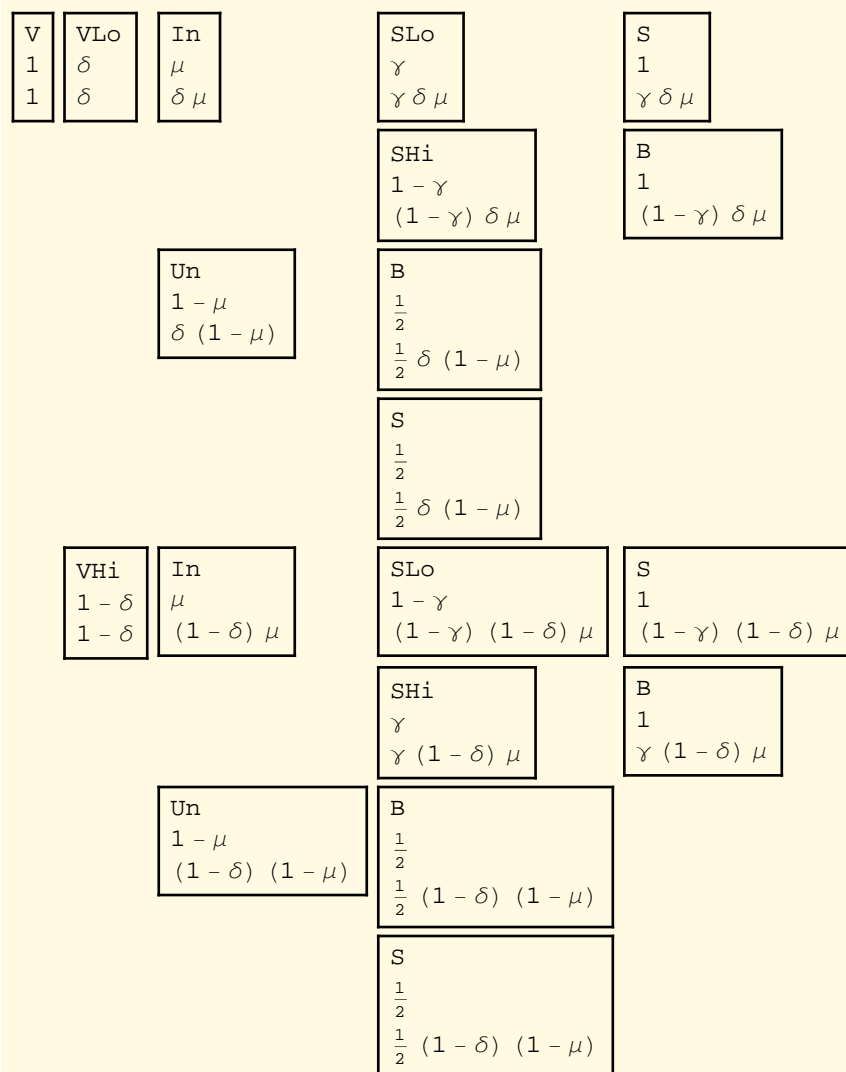 V
1
1
VLo
δ
δ
In
μ
δ μ
SLo
γ
γ δ μ
S
1
γ δ μ
SHi
1 - γ
(1 - γ) δ μ
B
1
(1 - γ) δ μ
Un
1 - μ
δ (1 - μ)
B
1/2
1/2 δ (1 - μ)
S
1/2
1/2 δ (1 - μ)
VHi
1 - δ
1 - δ
In
μ
(1 - δ) μ
SLo
1 - γ
(1 - γ) (1 - δ) μ
S
1
(1 - γ) (1 - δ) μ
SHi
γ
γ (1 - δ) μ
B
1
γ (1 - δ) μ
Un
1 - μ
(1 - δ) (1 - μ)
B
1/2
1/2 (1 - δ) (1 - μ)
S
1/2
1/2 (1 - δ) (1 - μ)